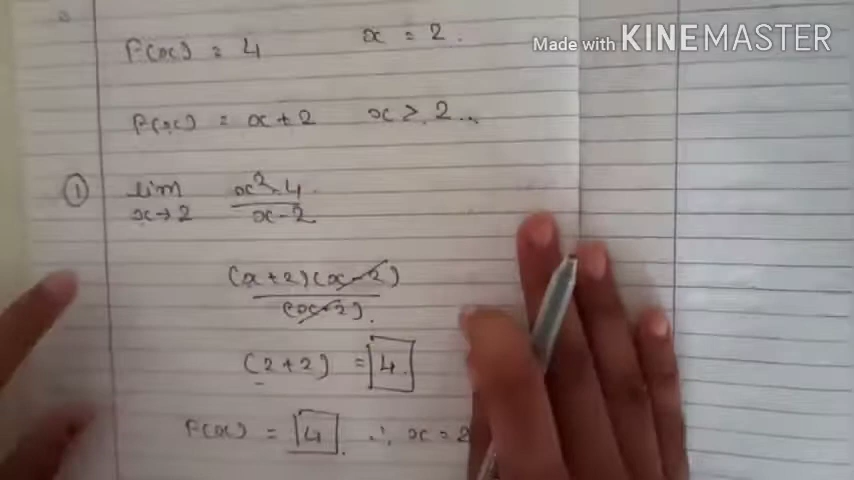 F(x) = 4 x = 2.
Made with KINEMASTER
F(x) = x + 2 x > 2...
① lim x²-4
x→2 x-2
(x+2)(x-2)
(x-2).
(2+2) = 4.
F(x) = 4. ∴ x = 2